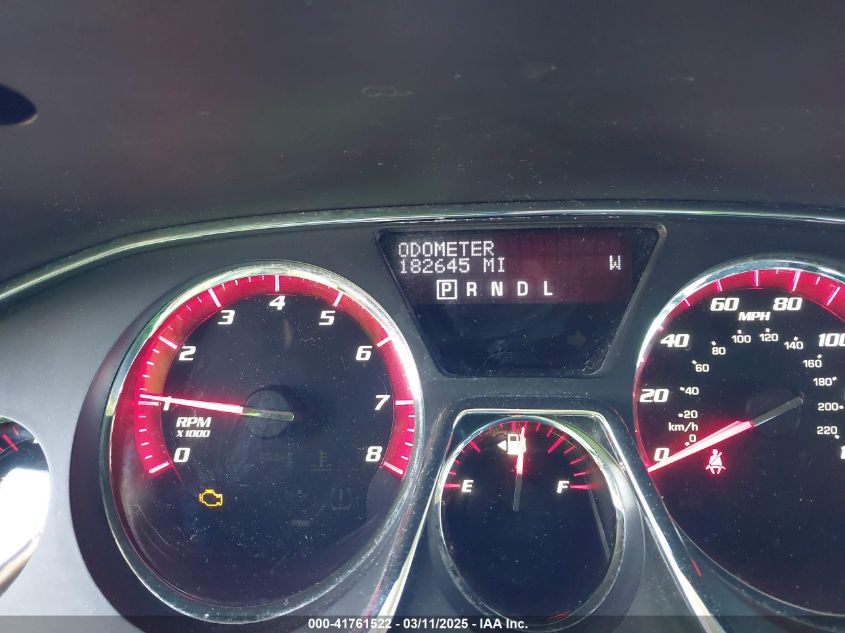 ODOMETER
182645 MI W
P R N D L
0 1 2 3 4 5 6 7 8
RPM
X1000
E F
0 20 40 60 80 100
MPH
km/h
0 20 40 60 80 100 120 140 160 180 200 220
000-41761522 - 03/11/2025 - IAA Inc.